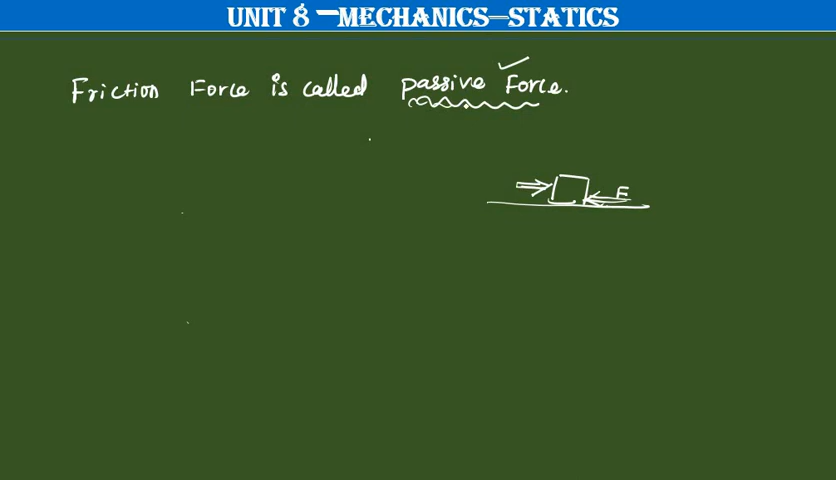 UNIT 8 –MECHANICS–STATICS
Friction Force is called passive Force.
F